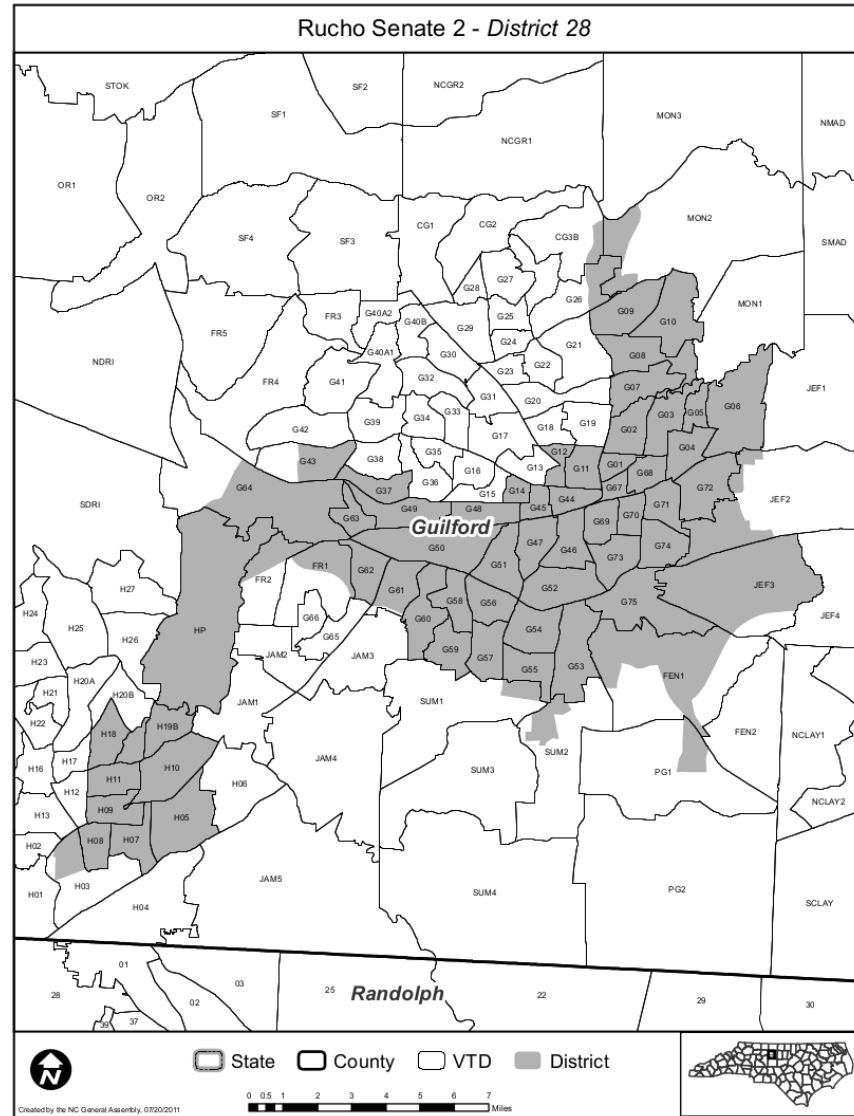 Rucho Senate 2 - District 28
STOK
SF2
NCGR2
SF1
MON3
NMAD
NCGR1
OR1
OR2
MON2
CG1
CG2
SF4
SF3
CG3B
SMAD
G28
G27
G26
MON1
FR3
G40A2
G40B
G25
G09
G10
FR5
G29
NDRI
G24
G21
G40A1
G30
G08
FR4
G41
G32
G23
G22
G07
JEF1
G31
G20
G06
G39
G34
G33
G03
G05
G42
G18
G19
G02
G17
G04
G43
G38
G35
G12
G36
G16
G13
G11
G01
G68
G64
G37
G15
G14
G67
G72
JEF2
SDRI
G49
G48
G45
G44
G71
G63
Guilford
G69
G70
G50
G47
G46
G74
FR2
FR1
G62
G51
G73
H27
G61
G52
G75
JEF3
H24
G58
G56
H25
G66
G60
JEF4
HP
H26
G65
G54
H23
JAM2
JAM3
G59
G57
G55
G53
H20A
FEN1
H21
H20B
JAM1
SUM1
H22
H19B
H18
FEN2
NCLAY1
SUM2
H17
JAM4
H16
H11
H10
SUM3
PG1
H12
H06
H09
NCLAY2
H13
H05
H08
H07
H02
JAM5
H03
H01
SUM4
PG2
SCLAY
H04
01
03
28
25
Randolph
22
02
29
30
39
37
N
State
County
VTD
District
0 0.5 1 2 3 4 5 6 7
Miles
Created by the NC General Assembly, 07/20/2011